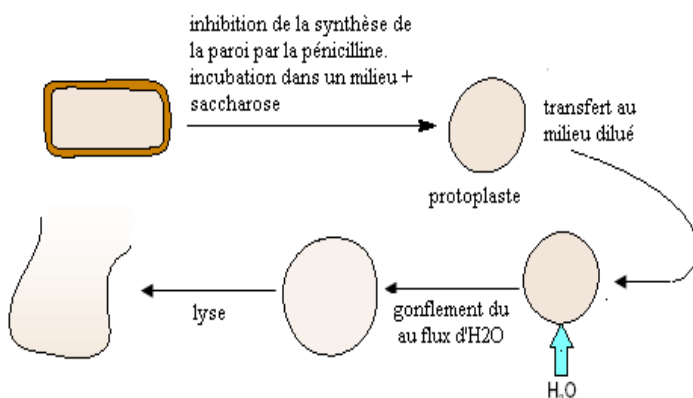 inhibition de la synthèse de
la paroi par la pénicilline.
incubation dans un milieu +
saccharose
transfert au
milieu dilué
protoplaste
gonflement du
au flux d'H2O
lyse
H2O